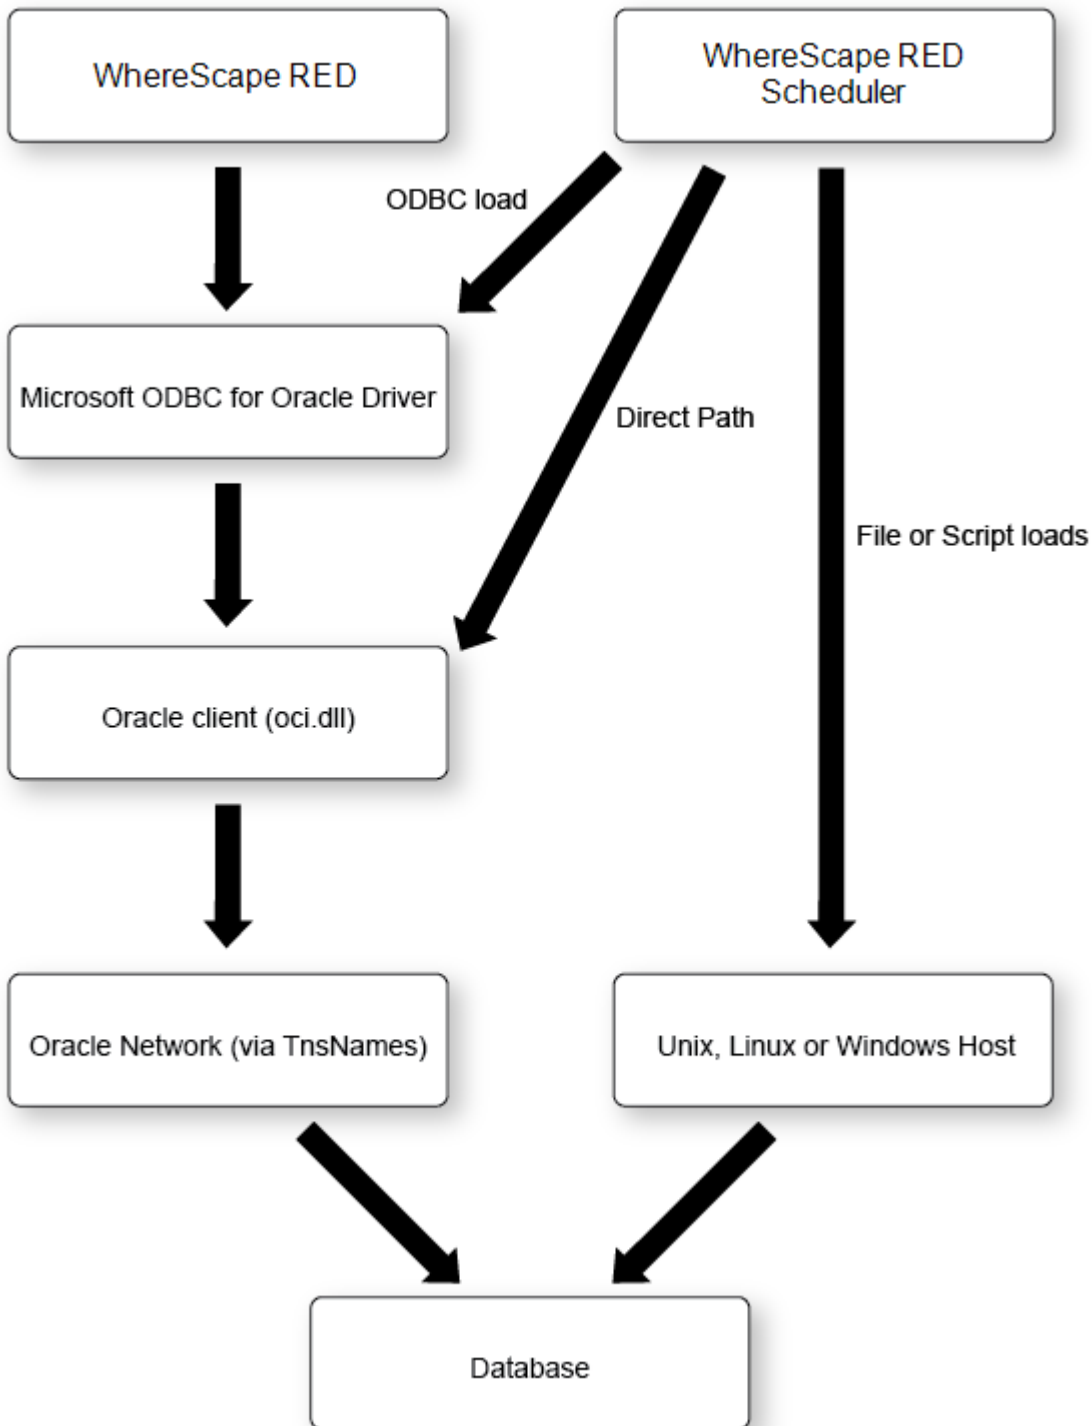 WhereScape RED
WhereScape RED
Scheduler
ODBC load
Microsoft ODBC for Oracle Driver
Direct Path
File or Script loads
Oracle client (oci.dll)
Oracle Network (via TnsNames)
Unix, Linux or Windows Host
Database